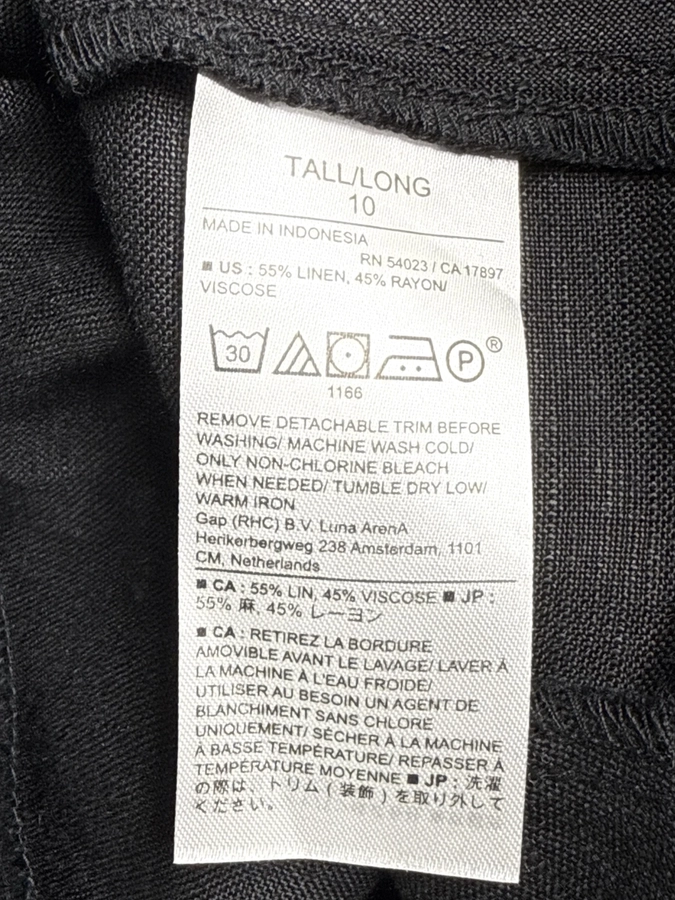 TALL/LONG
10
MADE IN INDONESIA
RN 54023 / CA 17897
■ US : 55% LINEN, 45% RAYON/
VISCOSE
30 P ®
1166
REMOVE DETACHABLE TRIM BEFORE
WASHING/ MACHINE WASH COLD/
ONLY NON-CHLORINE BLEACH
WHEN NEEDED/ TUMBLE DRY LOW/
WARM IRON
Gap (RHC) B.V. Luna ArenA
Herikerbergweg 238 Amsterdam, 1101
CM, Netherlands
■ CA : 55% LIN, 45% VISCOSE ■ JP :
55% 麻, 45% レーヨン
■ CA : RETIREZ LA BORDURE
AMOVIBLE AVANT LE LAVAGE/ LAVER À
LA MACHINE À L'EAU FROIDE/
UTILISER AU BESOIN UN AGENT DE
BLANCHIMENT SANS CHLORE
UNIQUEMENT/ SÉCHER À LA MACHINE
À BASSE TEMPÉRATURE/ REPASSER À
TEMPÉRATURE MOYENNE ■ JP : 洗濯
の際は、トリム ( 装飾 ) を取り外して
ください。